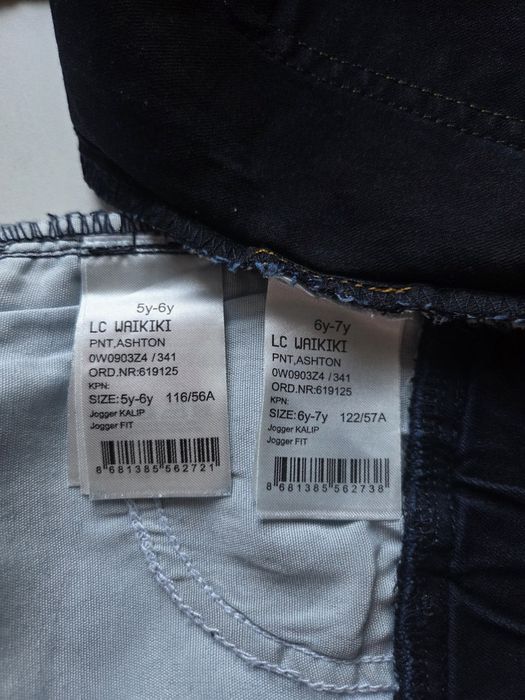 5y-6y
LC WAIKIKI
PNT,ASHTON
0W0903Z4 / 341
ORD.NR:619125
KPN:
SIZE:5y-6y 116/56A
Jogger KALIP
Jogger FIT
8 681385 562721
6y-7y
LC WAIKIKI
PNT,ASHTON
0W0903Z4 / 341
ORD.NR:619125
KPN:
SIZE:6y-7y 122/57A
Jogger KALIP
Jogger FIT
8 681385 562738